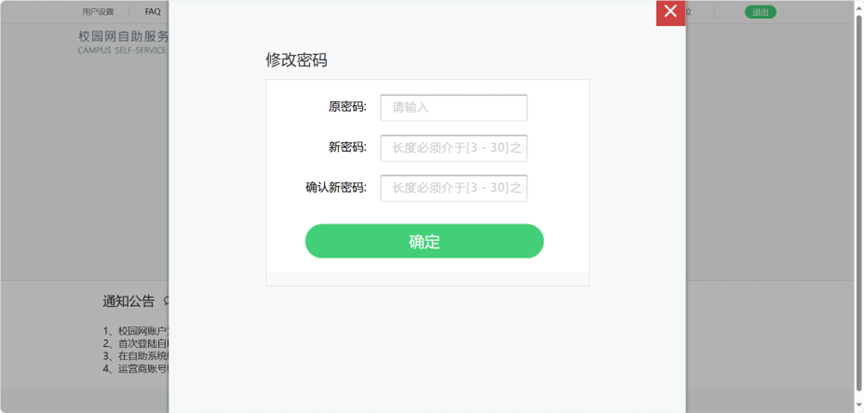 用户设置 FAQ 退出
校园网自助服务
CAMPUS SELF-SERVICE
修改密码
原密码: 请输入
新密码: 长度必须介于[3 - 30]之
确认新密码: 长度必须介于[3 - 30]之
确定
通知公告
1、校园网账户
2、首次登陆自
3、在自助系统
4、运营商账号